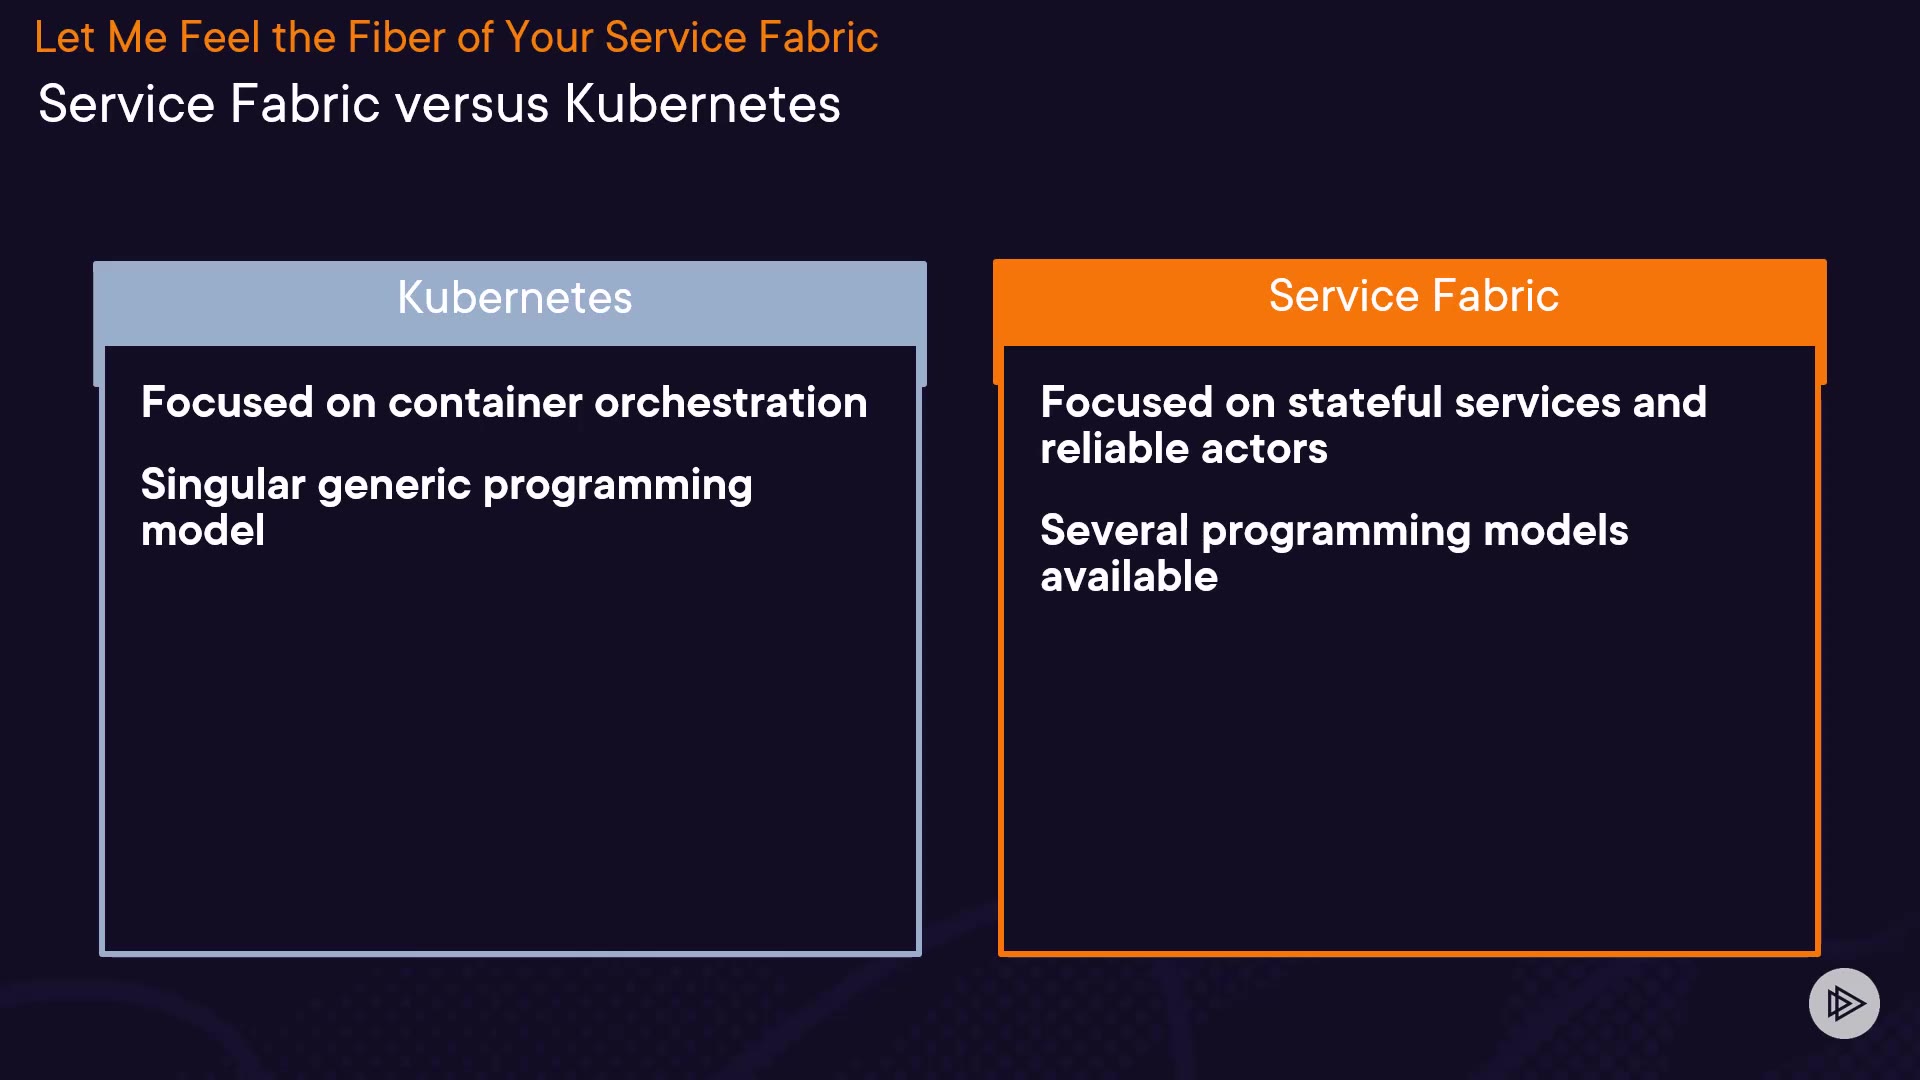 Let Me Feel the Fiber of Your Service Fabric
Service Fabric versus Kubernetes
Kubernetes
Focused on container orchestration
Singular generic programming
model
Service Fabric
Focused on stateful services and
reliable actors
Several programming models
available